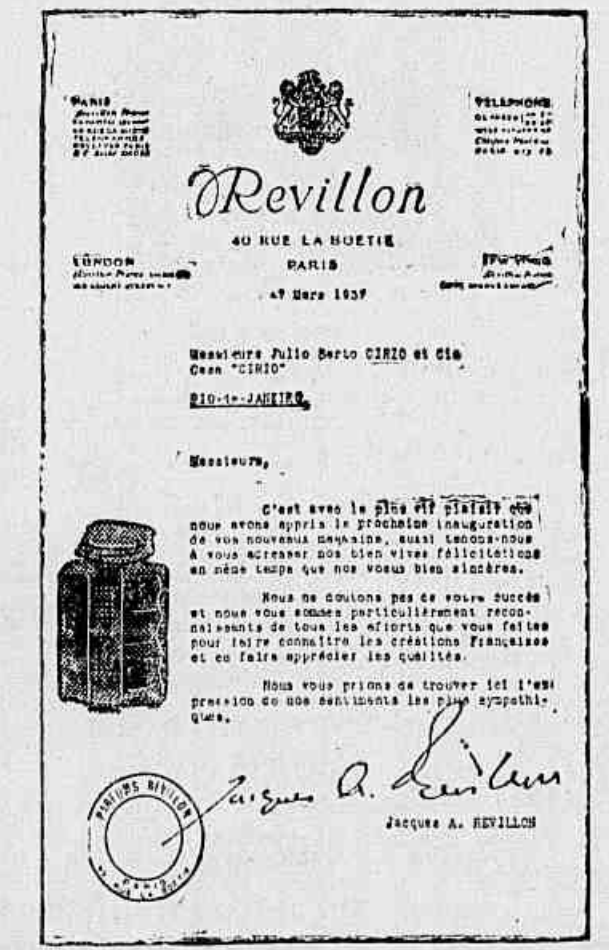 PARIS
TELEPHONE
Revillon
40 RUE LA BOETIE
PARIS
LONDON
Mars 1937
Messieurs Julio Berto CIRIO et Cia
Casa "CIRIO"
RIO-de-JANEIRO,
Messieurs,
C'est avec le plus vif plaisir que
nous avons appris la prochaine inauguration
de vos nouveaux magasins, aussi tenons-nous
à vous adresser nos bien vives félicitations
en même temps que nos voeux bien sincères.
Nous ne doutons pas de votre succès
et nous vous sommes particulièrement recon-
naissants de tous les efforts que vous faites
pour faire connaître les créations Françaises
et en faire apprécier les qualités.
Nous vous prions de trouver ici l'ex
pression de nos sentiments les plus sympathi-
ques.
Jacques A. Revillon
Jacques A. REVILLON
PARFUMS REVILLON
PARIS